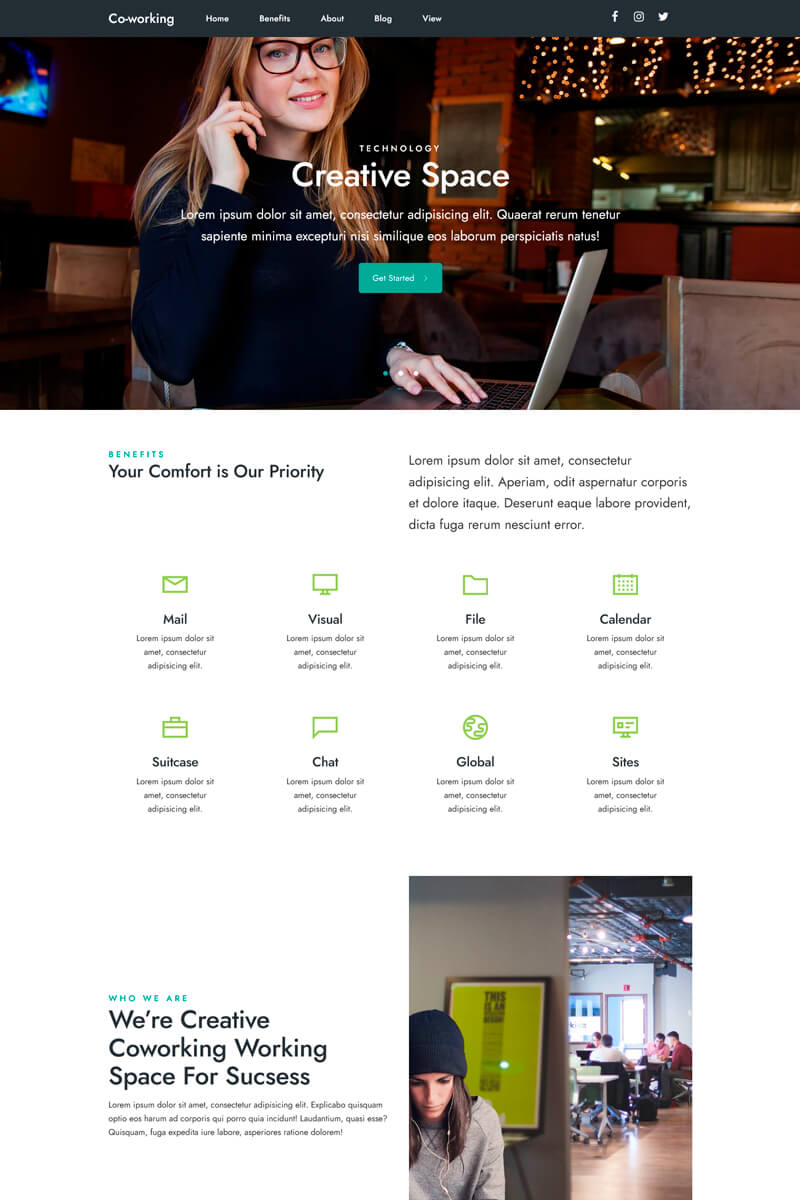 Co-working
Home Benefits About Blog View
TECHNOLOGY
Creative Space
Lorem ipsum dolor sit amet, consectetur adipisicing elit. Quaerat rerum tenetur
sapiente minima excepturi nisi similique eos laborum perspiciatis natus!
Get Started
BENEFITS
Your Comfort is Our Priority
Lorem ipsum dolor sit amet, consectetur
adipisicing elit. Aperiam, odit aspernatur corporis
et dolore itaque. Deserunt eaque labore provident,
dicta fuga rerum nesciunt error.
Mail
Lorem ipsum dolor sit
amet, consectetur
adipisicing elit.
Visual
Lorem ipsum dolor sit
amet, consectetur
adipisicing elit.
File
Lorem ipsum dolor sit
amet, consectetur
adipisicing elit.
Calendar
Lorem ipsum dolor sit
amet, consectetur
adipisicing elit.
Suitcase
Lorem ipsum dolor sit
amet, consectetur
adipisicing elit.
Chat
Lorem ipsum dolor sit
amet, consectetur
adipisicing elit.
Global
Lorem ipsum dolor sit
amet, consectetur
adipisicing elit.
Sites
Lorem ipsum dolor sit
amet, consectetur
adipisicing elit.
WHO WE ARE
We’re Creative
Coworking Working
Space For Sucsess
Lorem ipsum dolor sit amet, consectetur adipisicing elit. Explicabo quisquam
optio eos harum ad corporis qui porro quia incidunt! Laudantium, quasi esse?
Quisquam, fuga expedita iure labore, asperiores ratione dolorem!
THIS IS
AN